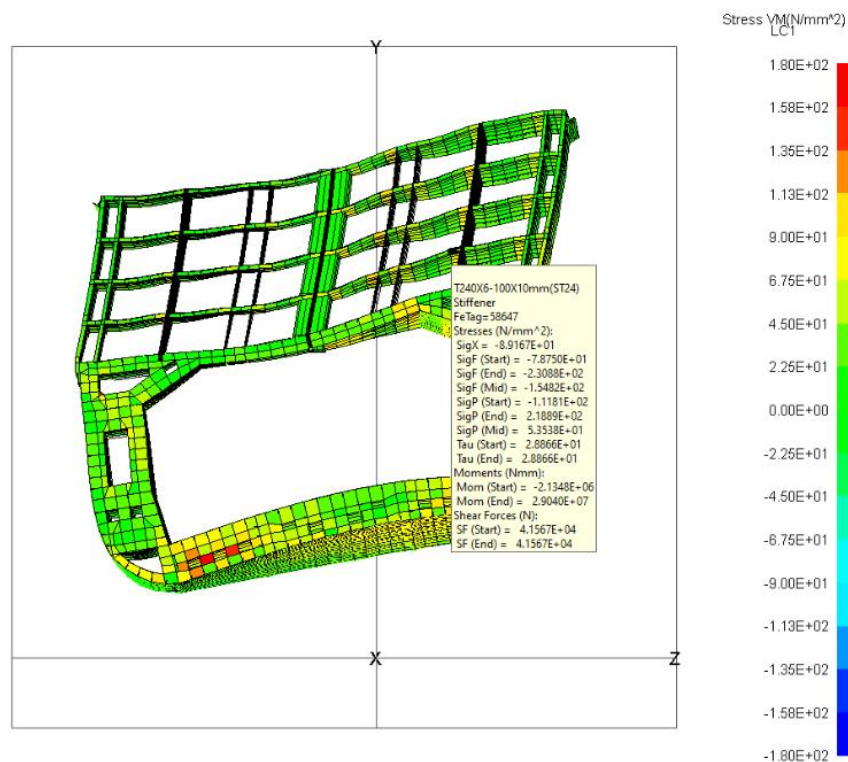 Stress VM(N/mm^2)
LC1
1.80E+02
1.58E+02
1.35E+02
1.13E+02
9.00E+01
6.75E+01
4.50E+01
2.25E+01
0.00E+00
-2.25E+01
-4.50E+01
-6.75E+01
-9.00E+01
-1.13E+02
-1.35E+02
-1.58E+02
-1.80E+02
Y
T240X6-100X10mm(ST24)
Stiffener
FeTag=58647
Stresses (N/mm^2):
SigX = -8.9167E+01
SigF (Start) = -7.8750E+01
SigF (End) = -2.3088E+02
SigF (Mid) = -1.5482E+02
SigP (Start) = -1.1181E+02
SigP (End) = 2.1889E+02
SigP (Mid) = 5.3538E+01
Tau (Start) = 2.8866E+01
Tau (End) = 2.8866E+01
Moments (Nmm):
Mom (Start) = -2.1348E+06
Mom (End) = 2.9040E+07
Shear Forces (N):
SF (Start) = 4.1567E+04
SF (End) = 4.1567E+04
X
Z